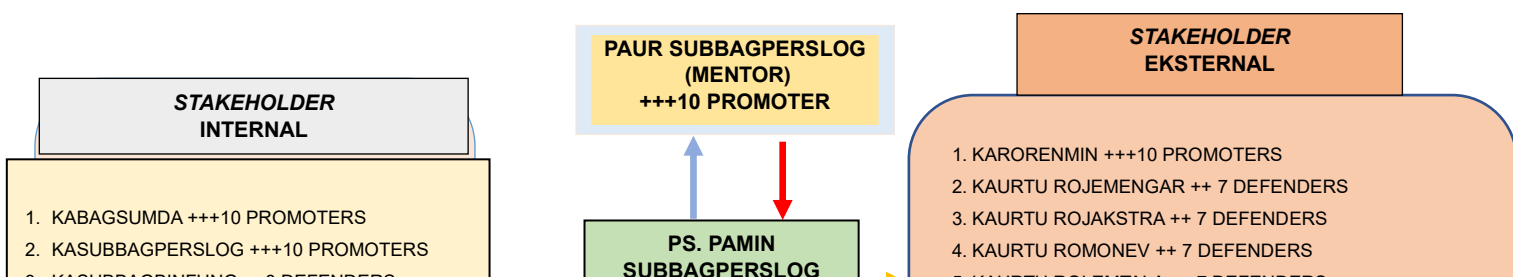 STAKEHOLDER
INTERNAL
1. KABAGSUMDA +++10 PROMOTERS
2. KASUBBAGPERSLOG +++10 PROMOTERS
PAUR SUBBAGPERSLOG
(MENTOR)
+++10 PROMOTER
PS. PAMIN
SUBBAGPERSLOG
STAKEHOLDER
EKSTERNAL
1. KARORENMIN +++10 PROMOTERS
2. KAURTU ROJEMENGAR ++ 7 DEFENDERS
3. KAURTU ROJAKSTRA ++ 7 DEFENDERS
4. KAURTU ROMONEV ++ 7 DEFENDERS